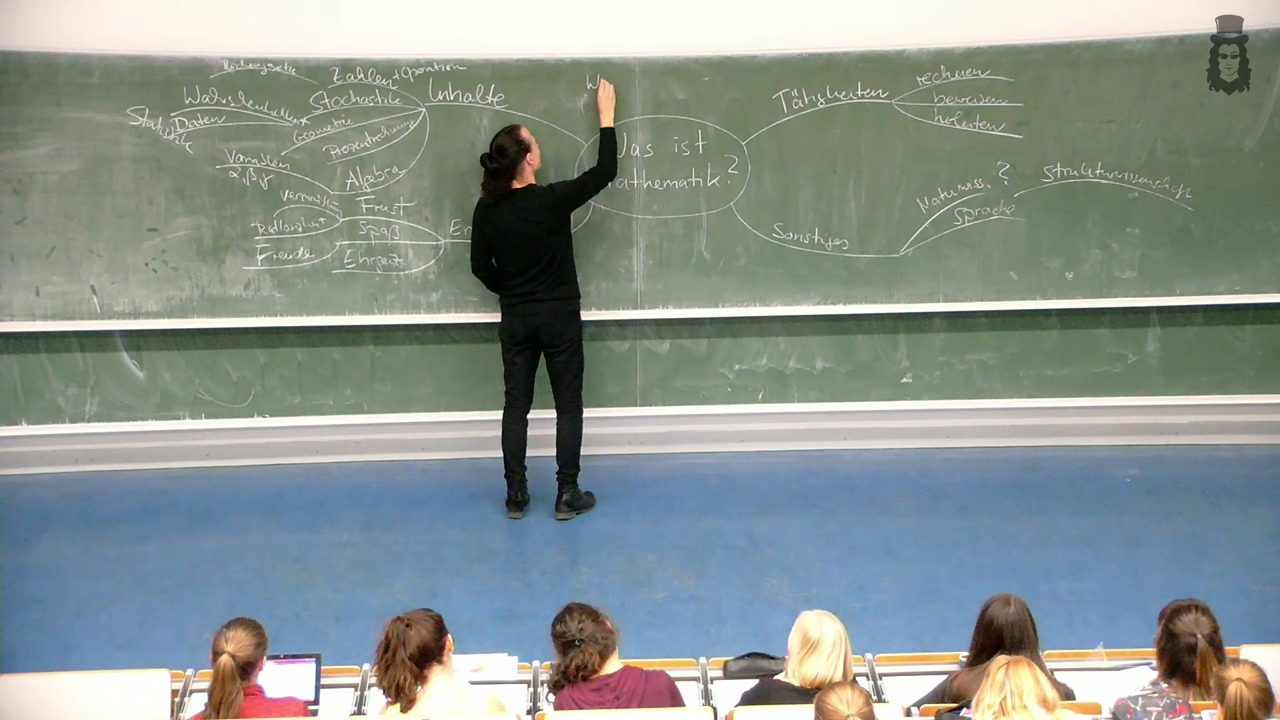 Zahlen + Operation
Inhalte
Stochastik
Geometrie
Prozentrechnung
Wahrscheinlichkeit
Daten
Statistik
Variablen
α, β, γ
Algebra
Frust
Spaß
Ehrgeiz
Freude
Er
W
Was ist
Mathematik?
Tätigkeiten
rechnen
beweisen
Sonstiges
Naturwiss. ?
Sprache
Strukturwissenschaft